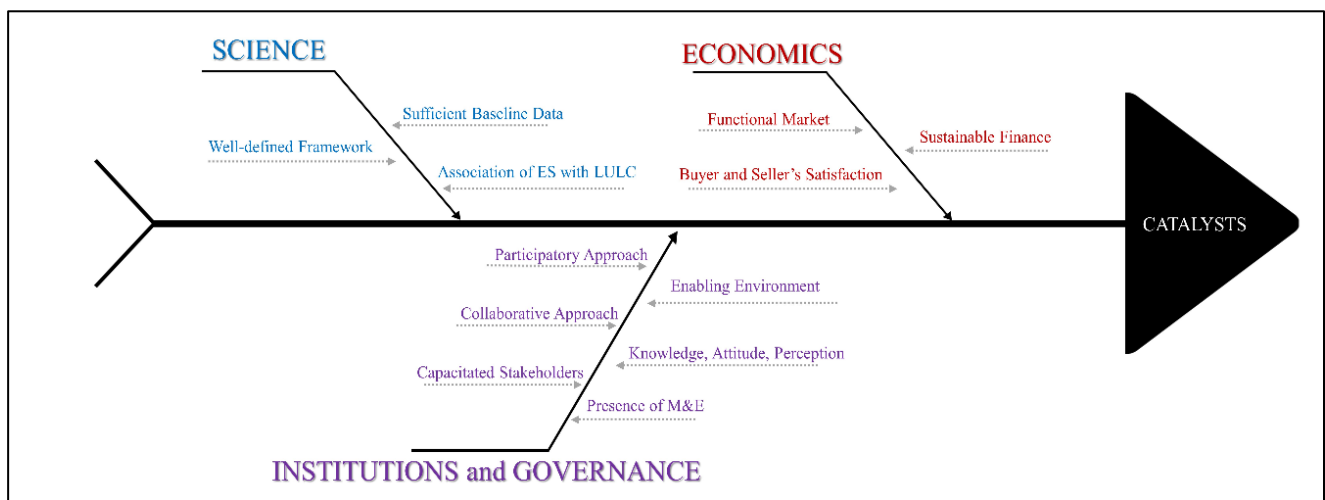 SCIENCE
Sufficient Baseline Data
Well-defined Framework
Association of ES with LULC
ECONOMICS
Functional Market
Sustainable Finance
Buyer and Seller’s Satisfaction
CATALYSTS
Participatory Approach
Enabling Environment
Collaborative Approach
Knowledge, Attitude, Perception
Capacitated Stakeholders
Presence of M&E
INSTITUTIONS and GOVERNANCE